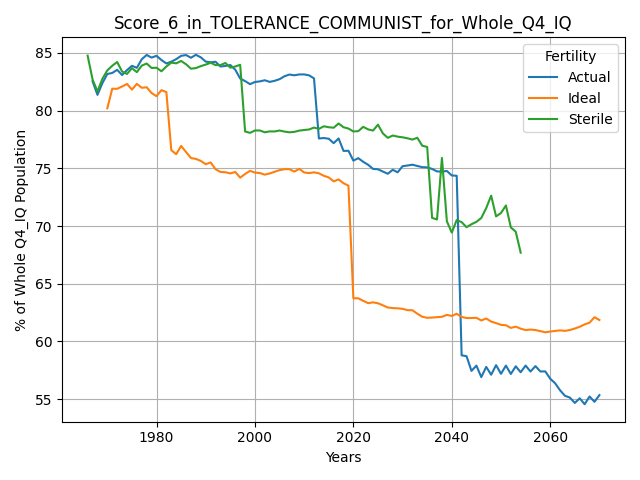 Score_6_in_TOLERANCE_COMMUNIST_for_Whole_Q4_IQ
% of Whole Q4_IQ Population
85
80
75
70
65
60
55
Fertility
Actual
Ideal
Sterile
1980
2000
2020
2040
2060
Years